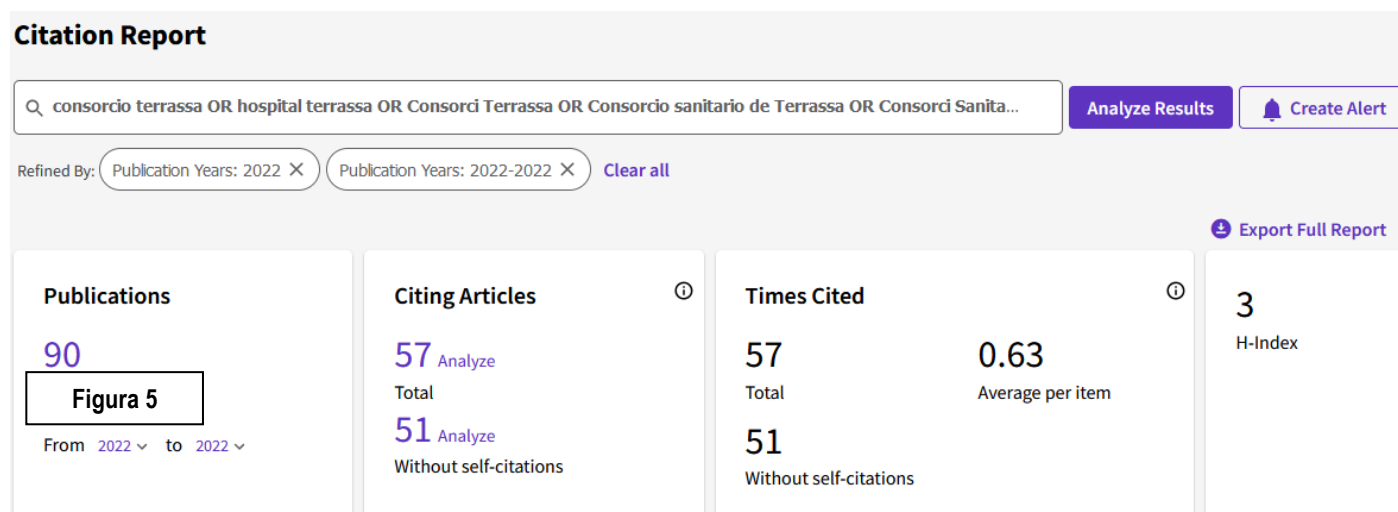 Citation Report
consorcio terrassa OR hospital terrassa OR Consorci Terrassa OR Consorcio sanitario de Terrassa OR Consorci Sanita...
Analyze Results
Create Alert
Refined By: Publication Years: 2022 Publication Years: 2022-2022 Clear all
Export Full Report
Publications
90
Figura 5
From 2022 to 2022
Citing Articles
57 Analyze
Total
51 Analyze
Without self-citations
Times Cited
57
Total
0.63
Average per item
51
Without self-citations
3
H-Index